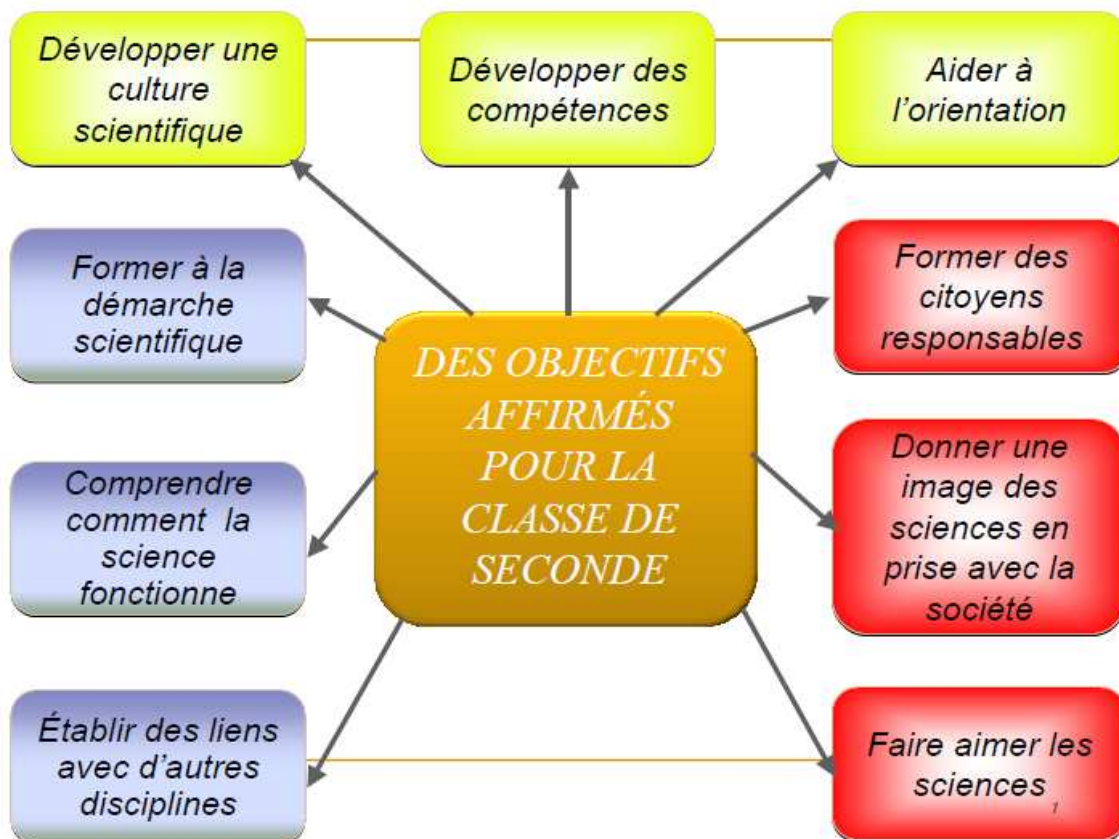 Développer une
culture
scientifique
Développer des
compétences
Aider à
l'orientation
Former à la
démarche
scientifique
Former des
citoyens
responsables
DES OBJECTIFS
AFFIRMÉS
POUR LA
CLASSE DE
SECONDE
Comprendre
comment la
science
fonctionne
Donner une
image des
sciences en
prise avec la
société
Établir des liens
avec d'autres
disciplines
Faire aimer les
sciences
1